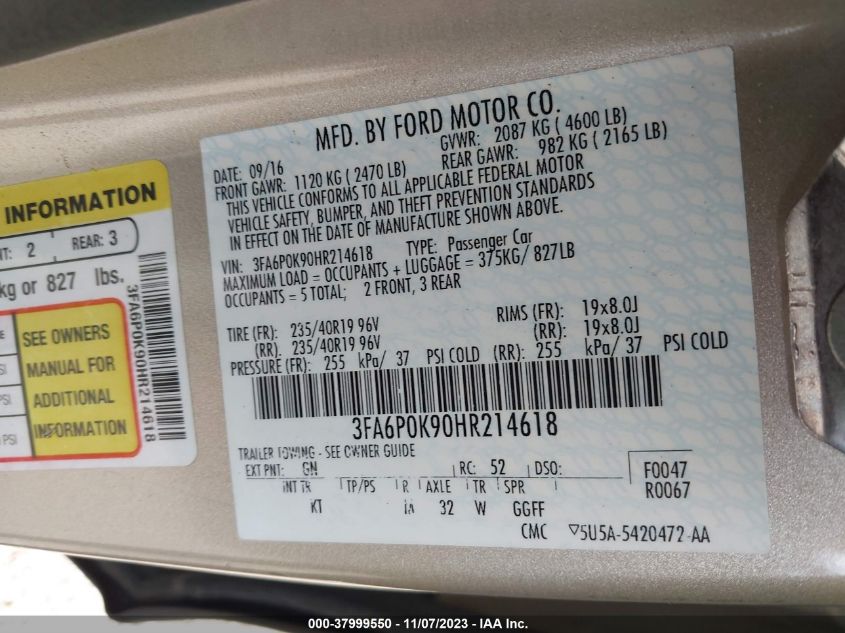 INFORMATION
NT: 2 REAR: 3
kg or 827 lbs.
SEE OWNERS
MANUAL FOR
ADDITIONAL
INFORMATION
PSI
3FA6P0K90HR214618
MFD. BY FORD MOTOR CO.
DATE: 09/16 GVWR: 2087 KG ( 4600 LB)
FRONT GAWR: 1120 KG ( 2470 LB) REAR GAWR: 982 KG ( 2165 LB)
THIS VEHICLE CONFORMS TO ALL APPLICABLE FEDERAL MOTOR
VEHICLE SAFETY, BUMPER, AND THEFT PREVENTION STANDARDS
IN EFFECT ON THE DATE OF MANUFACTURE SHOWN ABOVE.
VIN: 3FA6P0K90HR214618 TYPE: Passenger Car
MAXIMUM LOAD = OCCUPANTS + LUGGAGE = 375KG/ 827LB
OCCUPANTS = 5 TOTAL; 2 FRONT, 3 REAR
TIRE (FR): 235/40R19 96V RIMS (FR): 19x8.0J
(RR): 235/40R19 96V (RR): 19x8.0J
PRESSURE (FR): 255 kPa/ 37 PSI COLD (RR): 255 kPa/ 37 PSI COLD
3FA6P0K90HR214618
TRAILER TOWING - SEE OWNER GUIDE
EXT PNT: GN RC: 52 DSO: F0047
INT TR TP/PS R AXLE TR SPR R0067
KT IA 32 W GGFF
CMC ▽5U5A-5420472-AA
000-37999550 - 11/07/2023 - IAA Inc.